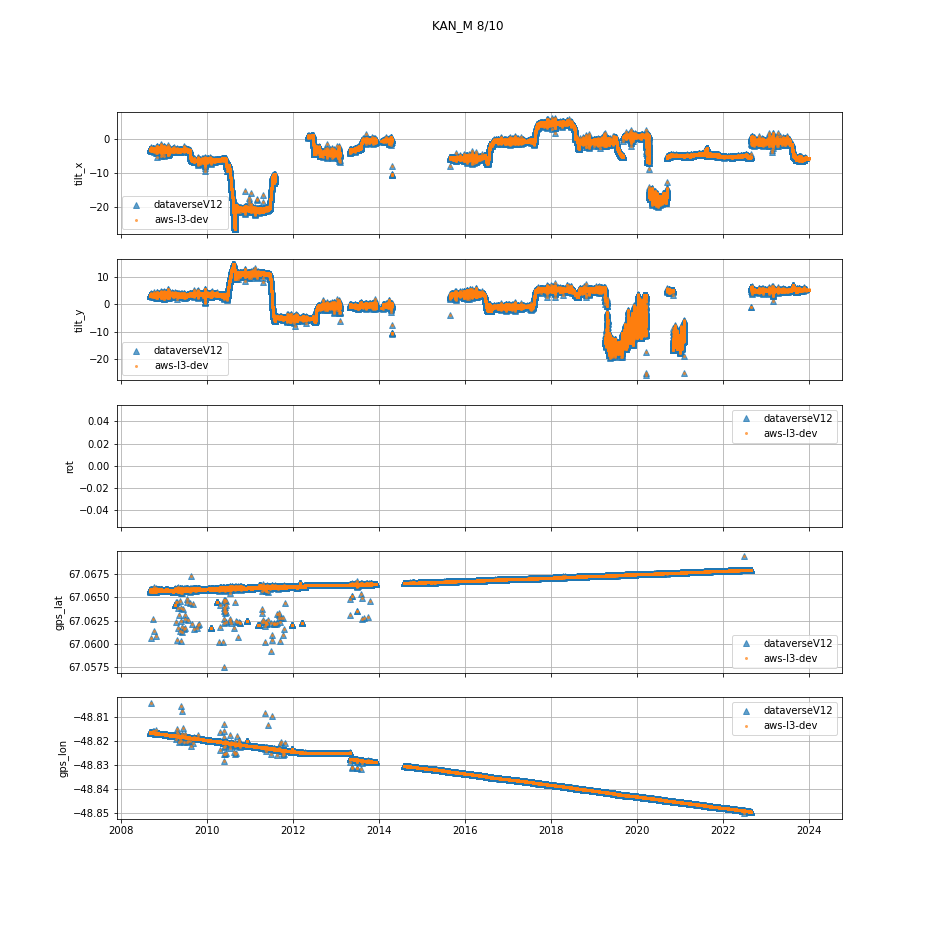 KAN_M 8/10
0
−10
−20
tilt_x
dataverseV12
aws-l3-dev
10
0
−10
−20
tilt_y
dataverseV12
aws-l3-dev
0.04
0.02
0.00
−0.02
−0.04
rot
dataverseV12
aws-l3-dev
67.0675
67.0650
67.0625
67.0600
67.0575
gps_lat
dataverseV12
aws-l3-dev
−48.81
−48.82
−48.83
−48.84
−48.85
gps_lon
dataverseV12
aws-l3-dev
2008 2010 2012 2014 2016 2018 2020 2022 2024